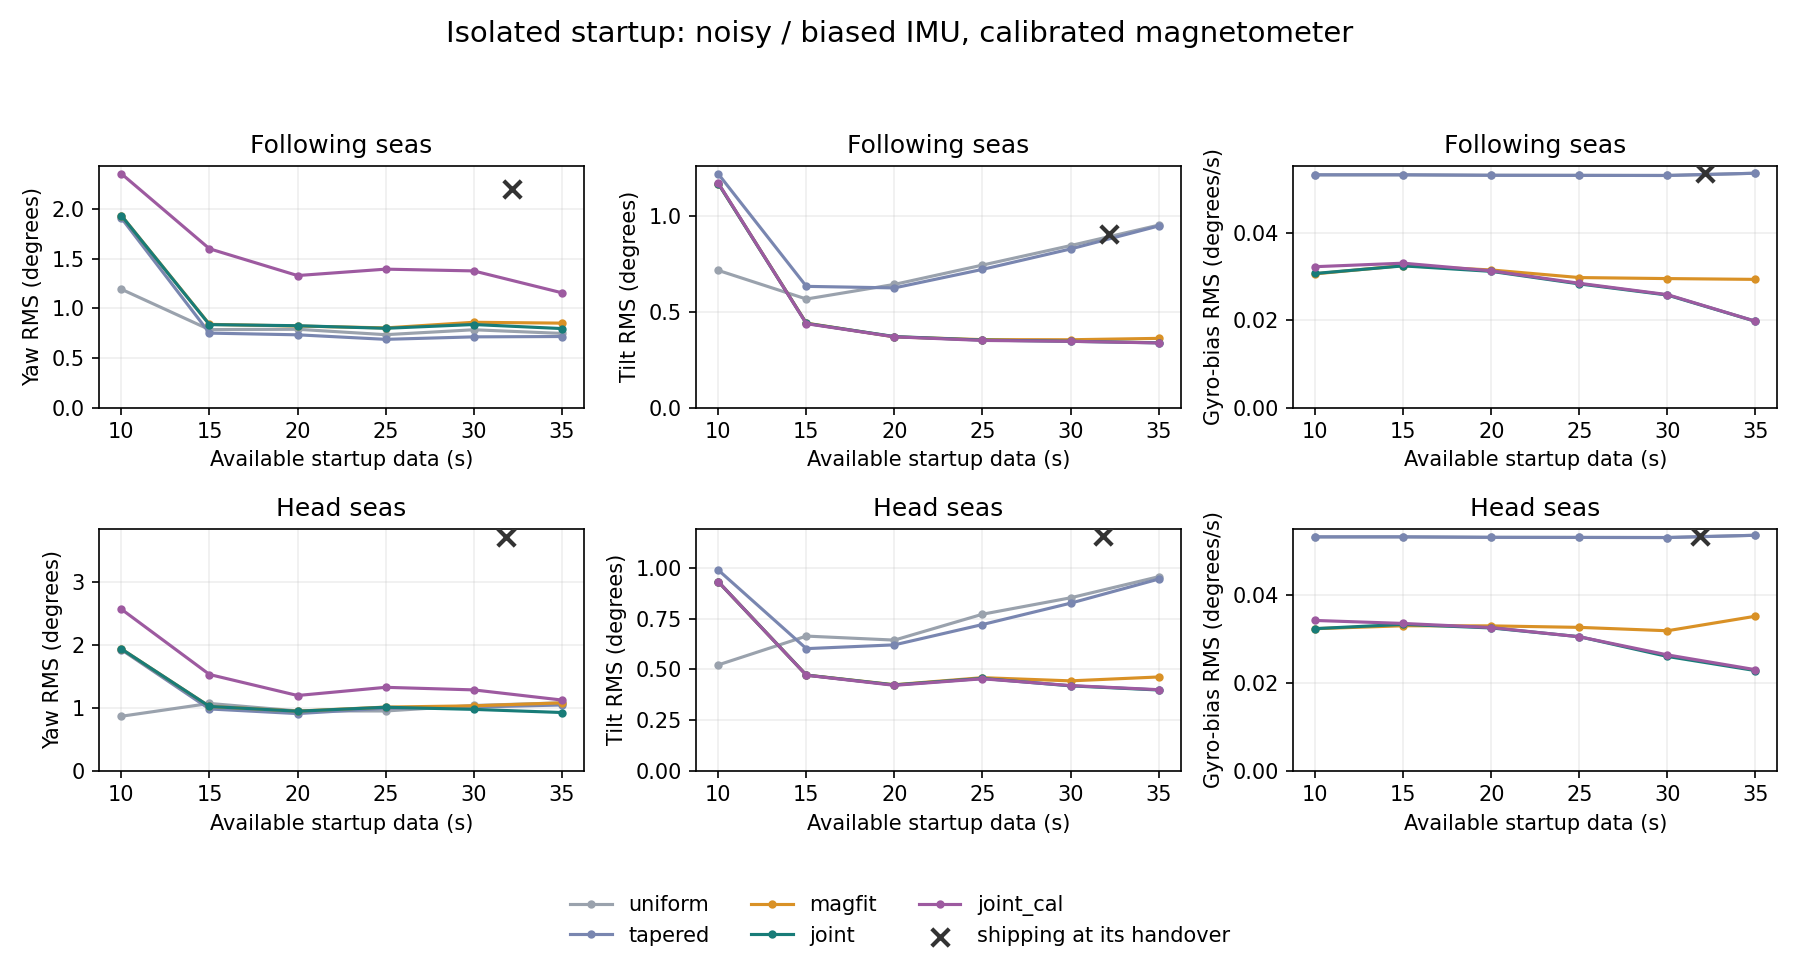 Isolated startup: noisy / biased IMU, calibrated magnetometer
Following seas
Yaw RMS (degrees)
2.0
1.5
1.0
0.5
0.0
10 15 20 25 30 35
Available startup data (s)
Following seas
Tilt RMS (degrees)
1.0
0.5
0.0
10 15 20 25 30 35
Available startup data (s)
Following seas
Gyro-bias RMS (degrees/s)
0.04
0.02
0.00
10 15 20 25 30 35
Available startup data (s)
Head seas
Yaw RMS (degrees)
3
2
1
0
10 15 20 25 30 35
Available startup data (s)
Head seas
Tilt RMS (degrees)
1.00
0.75
0.50
0.25
0.00
10 15 20 25 30 35
Available startup data (s)
Head seas
Gyro-bias RMS (degrees/s)
0.04
0.02
0.00
10 15 20 25 30 35
Available startup data (s)
uniform
tapered
magfit
joint
joint_cal
shipping at its handover